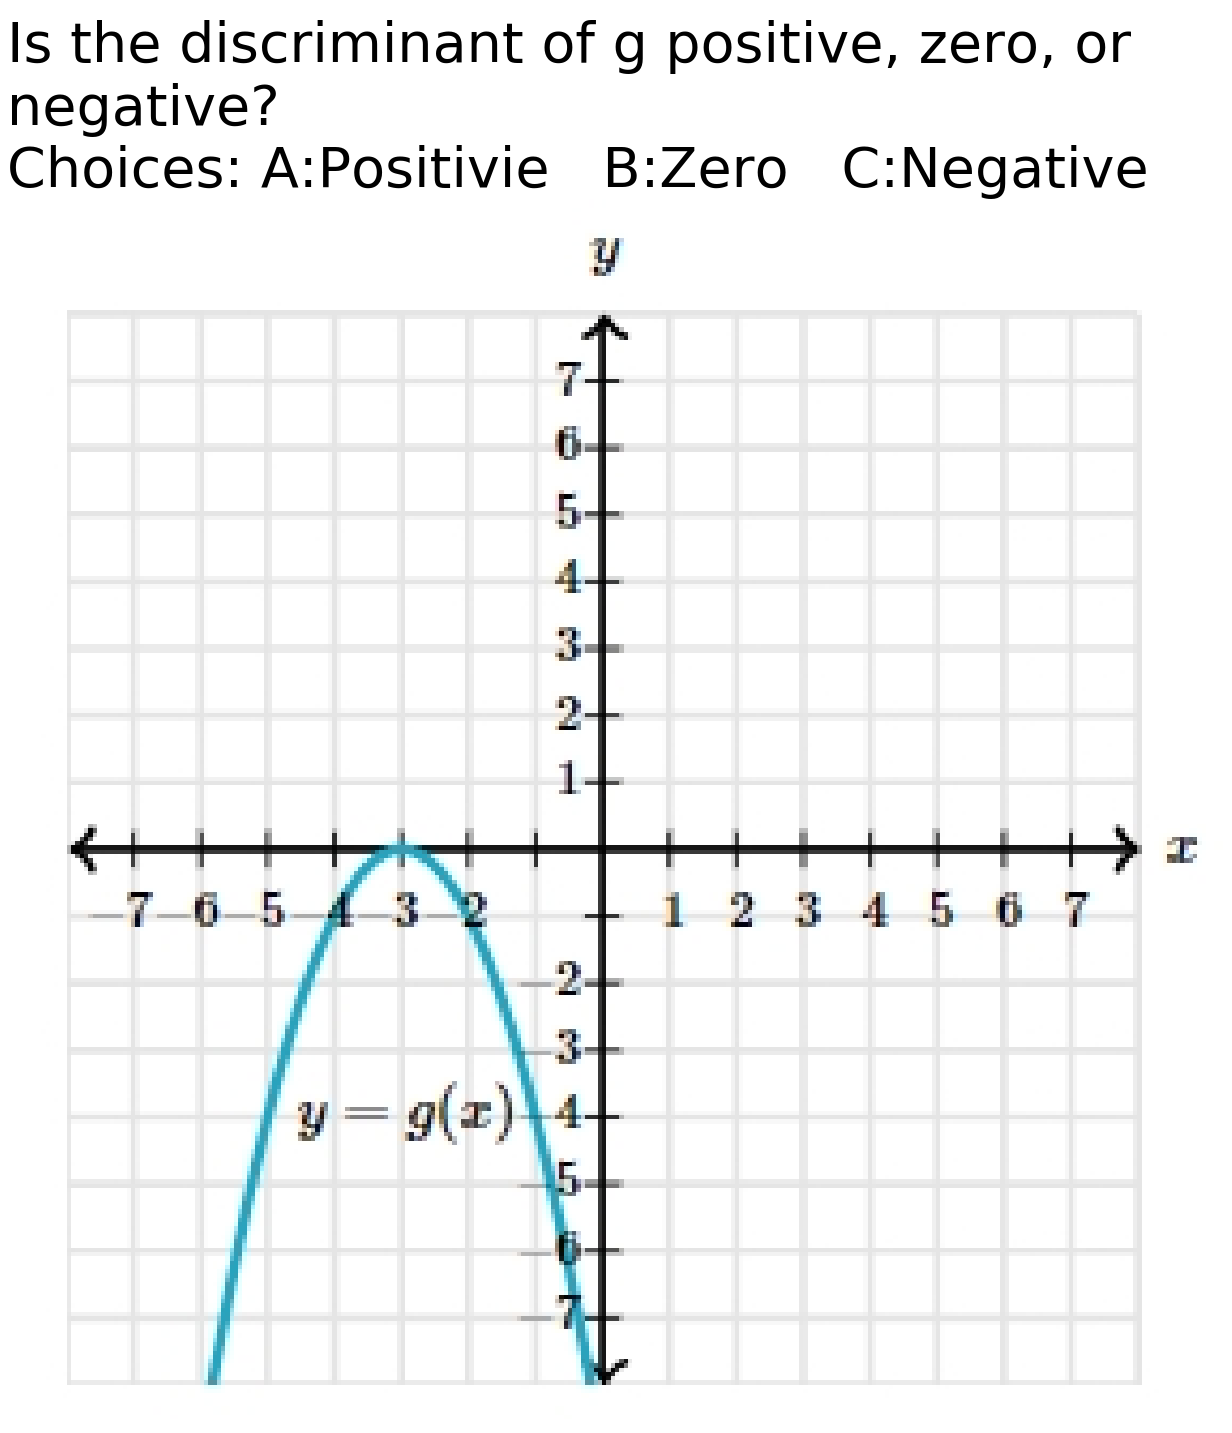 Is the discriminant of g positive, zero, or
negative?
Choices: A:Positivie B:Zero C:Negative
y
7
6
5
4
3
2
1
x
-7 -6 -5 -4 -3 -2 1 2 3 4 5 6 7
-2
-3
y = g(x) -4
-5
-6
-7